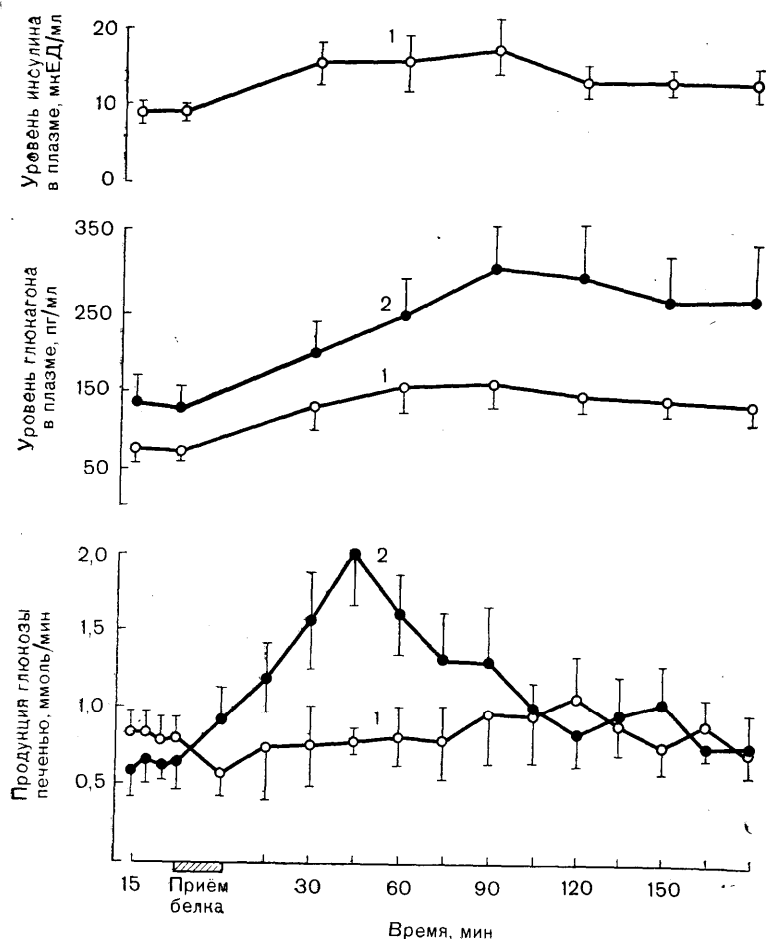 Уровень инсулина
в плазме, мкЕД/мл
20
10
0
1
Уровень глюкагона
в плазме, пг/мл
350
250
150
50
2
1
Продукция глюкозы
печенью, ммоль/мин
2,0
1,5
1,0
0,5
2
1
15
Приём
белка
30
60
90
120
150
Время, мин